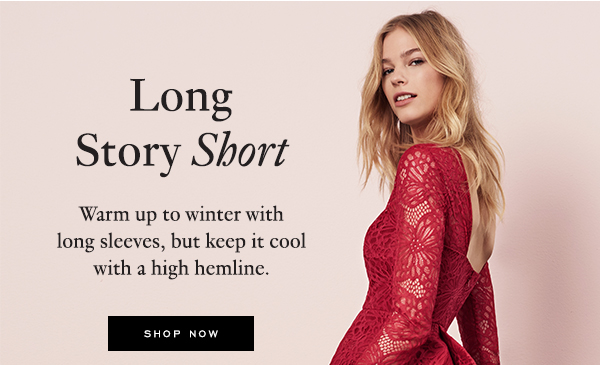 Long
Story Short
Warm up to winter with
long sleeves, but keep it cool
with a high hemline.
SHOP NOW